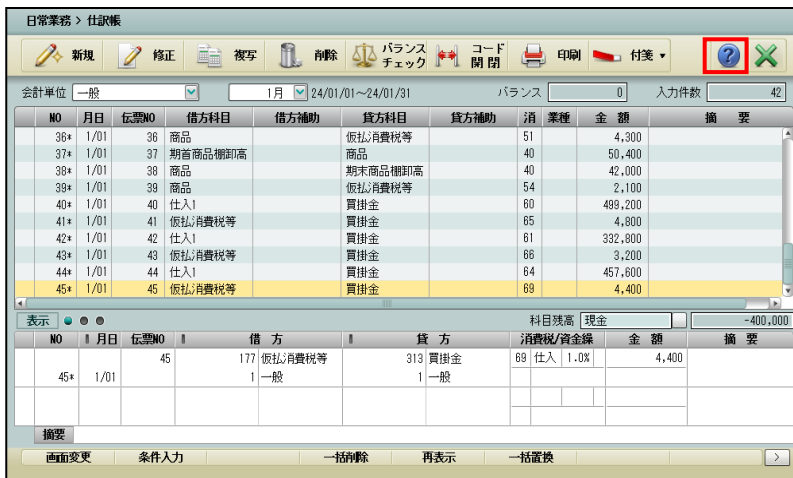 日常業務 > 仕訳帳
新規 修正 複写 削除 バランスチェック コード開閉 印刷 付箋 ▼ ?
会計単位 一般 1月 24/01/01~24/01/31 バランス 0 入力件数 42
NO 月日 伝票NO 借方科目 借方補助 貸方科目 貸方補助 消 業種 金 額 摘 要
36* 1/01 36 商品 仮払消費税等 51 4,300
37* 1/01 37 期首商品棚卸高 商品 40 50,400
38* 1/01 38 商品 期末商品棚卸高 40 42,000
39* 1/01 39 商品 仮払消費税等 54 2,100
40* 1/01 40 仕入1 買掛金 60 499,200
41* 1/01 41 仮払消費税等 買掛金 65 4,800
42* 1/01 42 仕入1 買掛金 61 332,800
43* 1/01 43 仮払消費税等 買掛金 66 3,200
44* 1/01 44 仕入1 買掛金 64 457,600
45* 1/01 45 仮払消費税等 買掛金 69 4,400
表示 科目残高 現金 -400,000
NO 月日 伝票NO 借 方 貸 方 消費税/資金繰 金 額 摘 要
45 177 仮払消費税等 313 買掛金 69 仕入 1.0% 4,400
45* 1/01 1 一般 1 一般
摘要
画面変更 条件入力 一括削除 再表示 一括置換 >